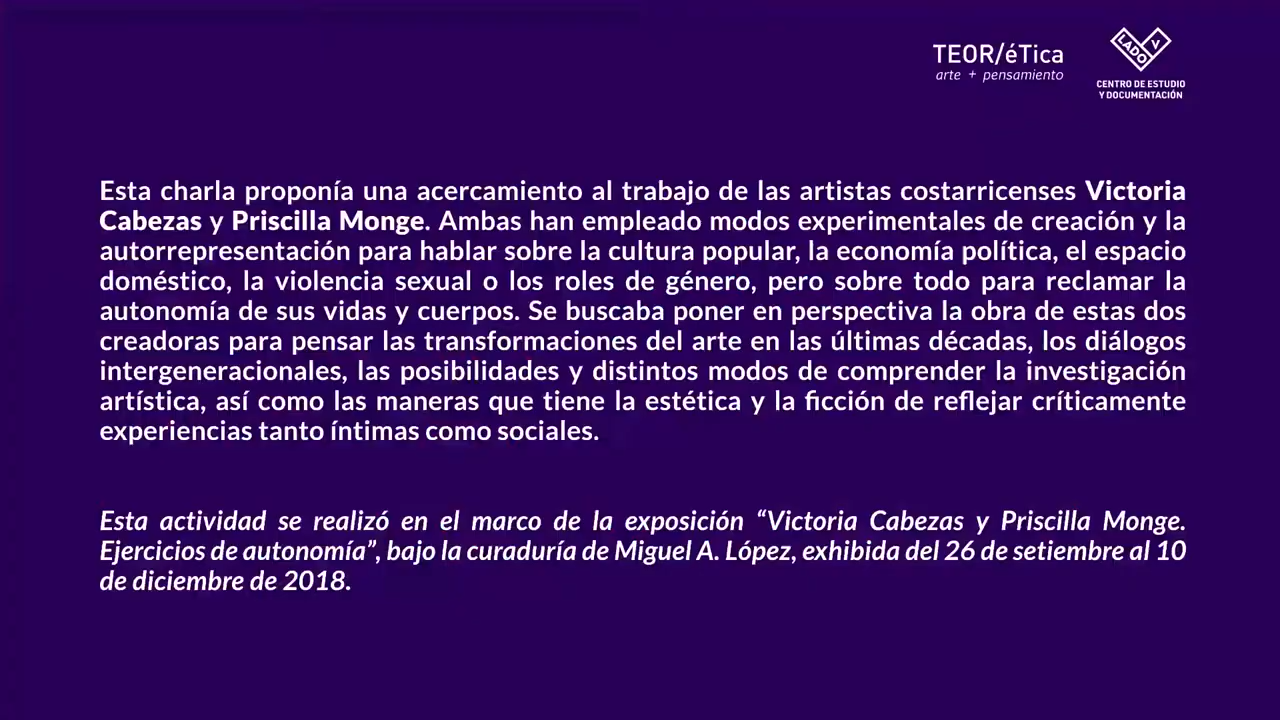 TEOR/éTica
arte + pensamiento
LADO V
CENTRO DE ESTUDIO
Y DOCUMENTACIÓN
Esta charla proponía una acercamiento al trabajo de las artistas costarricenses Victoria
Cabezas y Priscilla Monge. Ambas han empleado modos experimentales de creación y la
autorrepresentación para hablar sobre la cultura popular, la economía política, el espacio
doméstico, la violencia sexual o los roles de género, pero sobre todo para reclamar la
autonomía de sus vidas y cuerpos. Se buscaba poner en perspectiva la obra de estas dos
creadoras para pensar las transformaciones del arte en las últimas décadas, los diálogos
intergeneracionales, las posibilidades y distintos modos de comprender la investigación
artística, así como las maneras que tiene la estética y la ficción de reflejar críticamente
experiencias tanto íntimas como sociales.
Esta actividad se realizó en el marco de la exposición “Victoria Cabezas y Priscilla Monge.
Ejercicios de autonomía”, bajo la curaduría de Miguel A. López, exhibida del 26 de setiembre al 10
de diciembre de 2018.